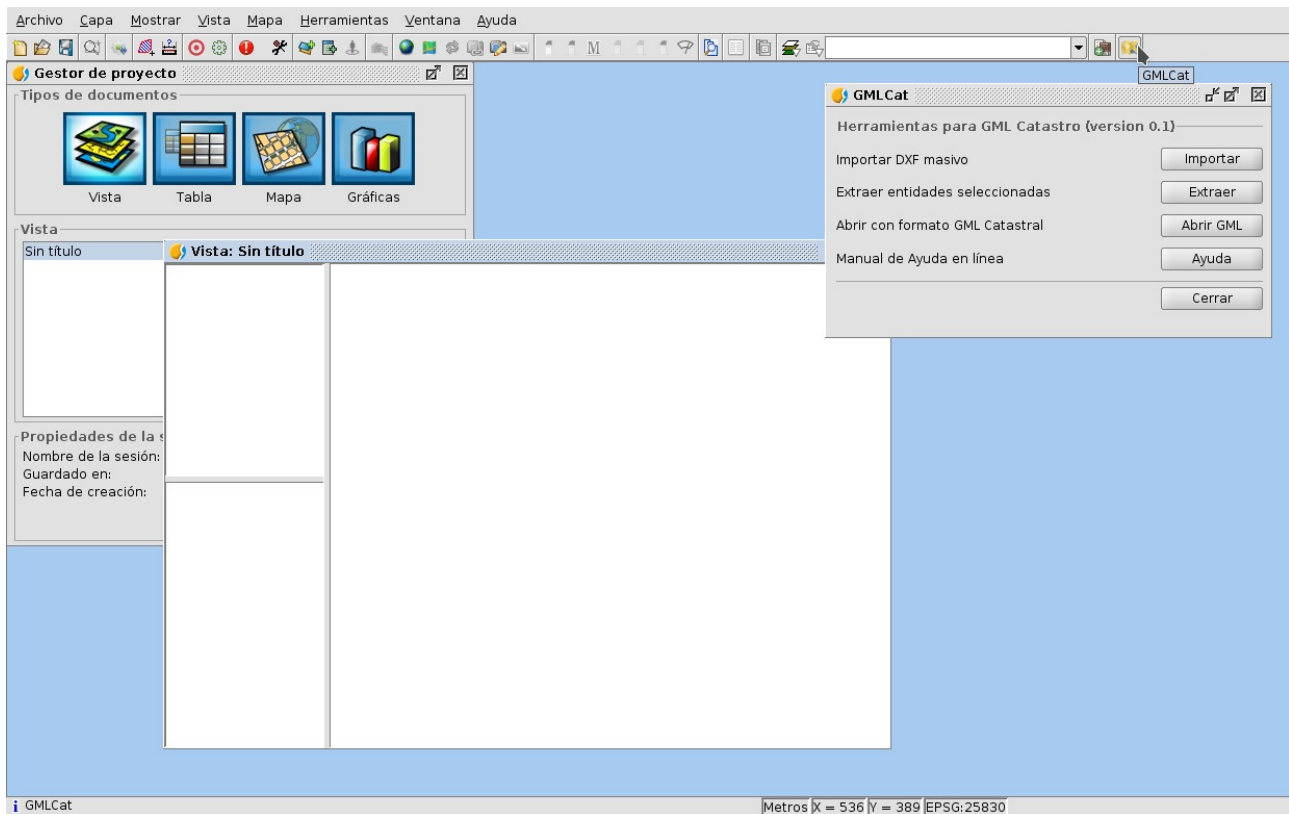 Archivo Capa Mostrar Vista Mapa Herramientas Ventana Ayuda
M
GMLCat
Gestor de proyecto
Tipos de documentos
Vista Tabla Mapa Gráficas
Vista
Sin título
Propiedades de la s
Nombre de la sesión:
Guardado en:
Fecha de creación:
Vista: Sin título
GMLCat
Herramientas para GML Catastro (version 0.1)
Importar DXF masivo Importar
Extraer entidades seleccionadas Extraer
Abrir con formato GML Catastral Abrir GML
Manual de Ayuda en línea Ayuda
Cerrar
GMLCat Metros X = 536 Y = 389 EPSG:25830